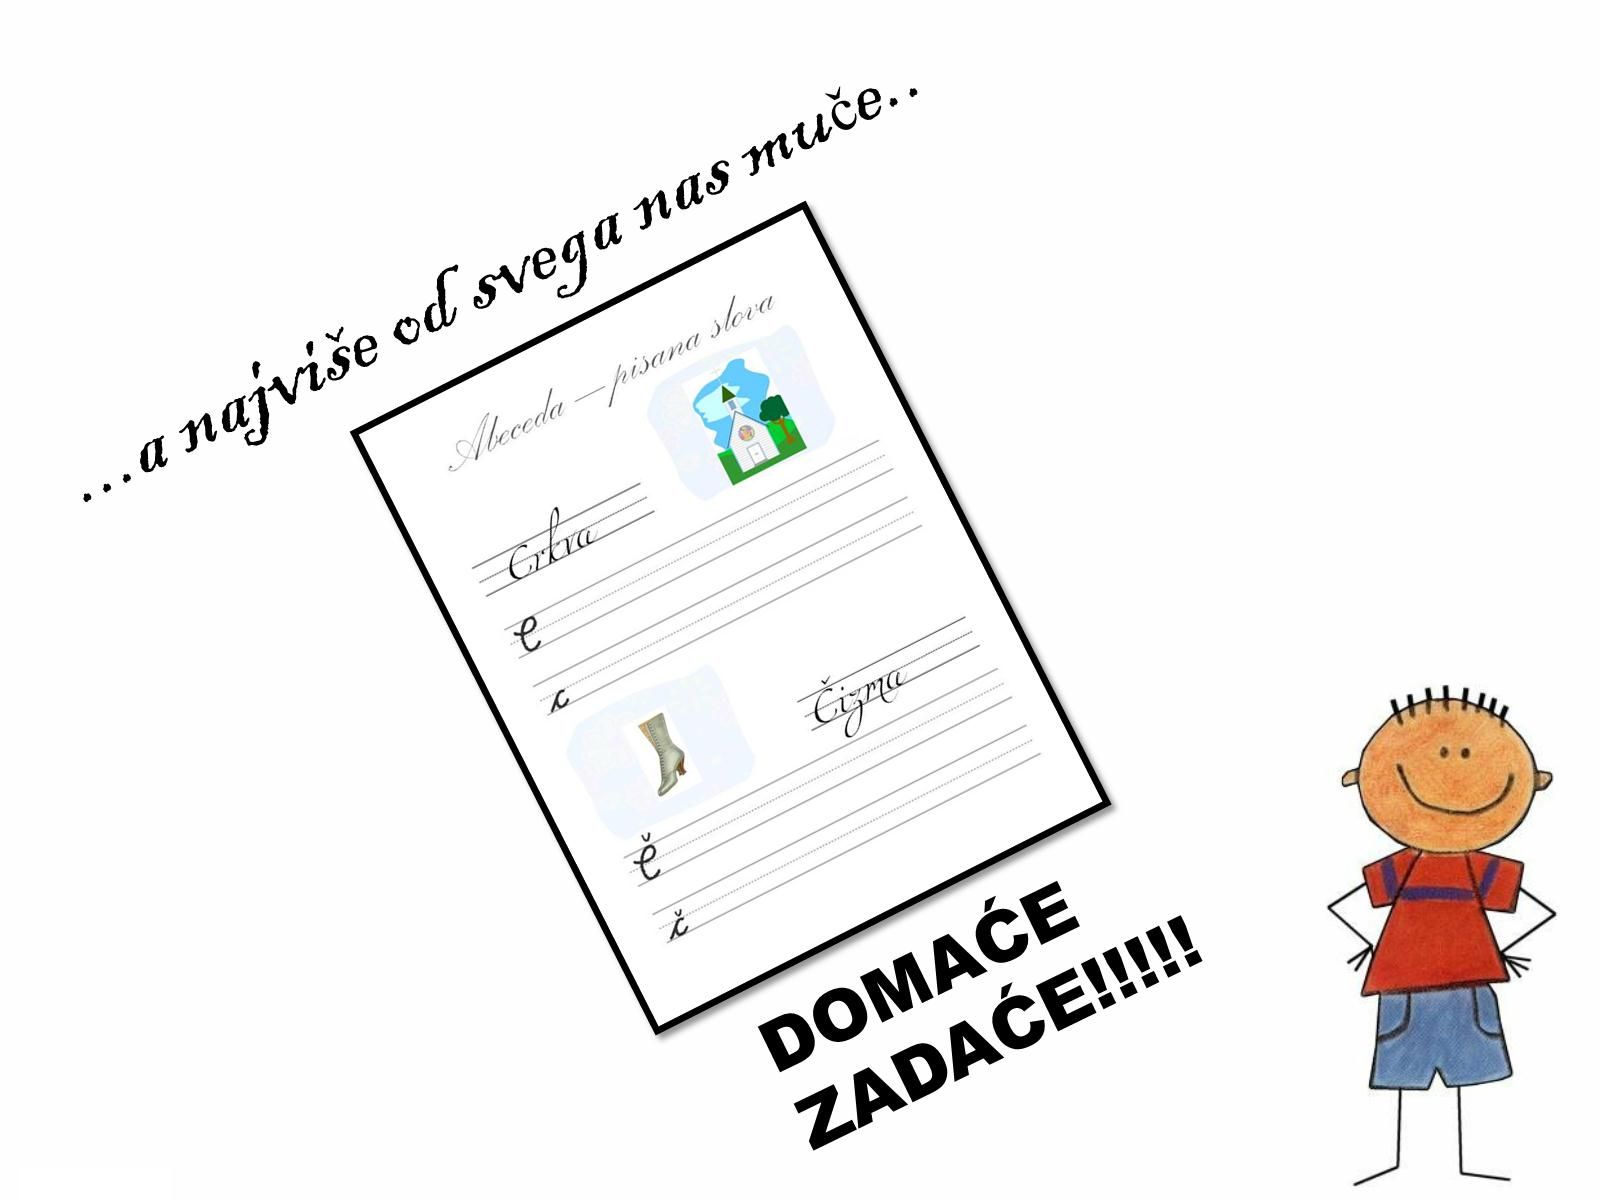 ...a najviše od svega nas muče..
Abeceda – pisana slova
Crkva
C
c
Čizma
Č
č
DOMAĆE
ZADAĆE!!!!!